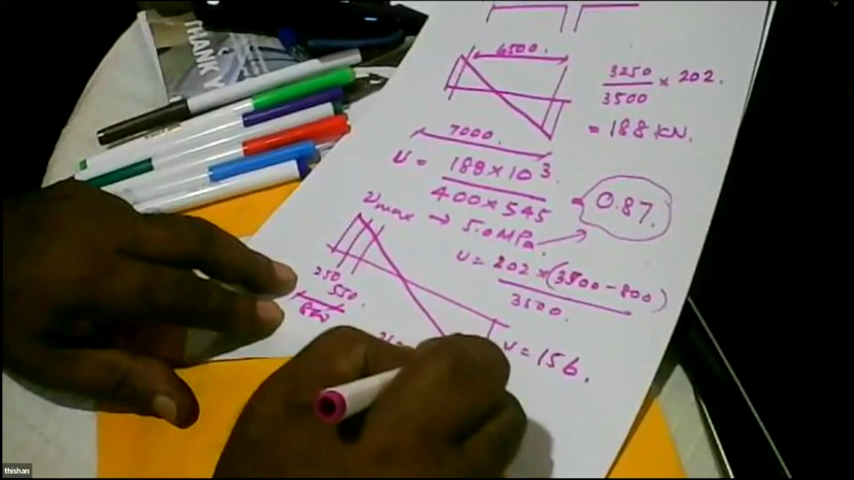 THANK Y
6500.
3250
3500
× 202.
= 188 kN.
7000.
v = 188 × 10³
400 × 545
= 0.87.
vmax → 5.0MPa
v = 202 × (3500 - 800)
3500.
250
550.
800
v = 156.
thishan